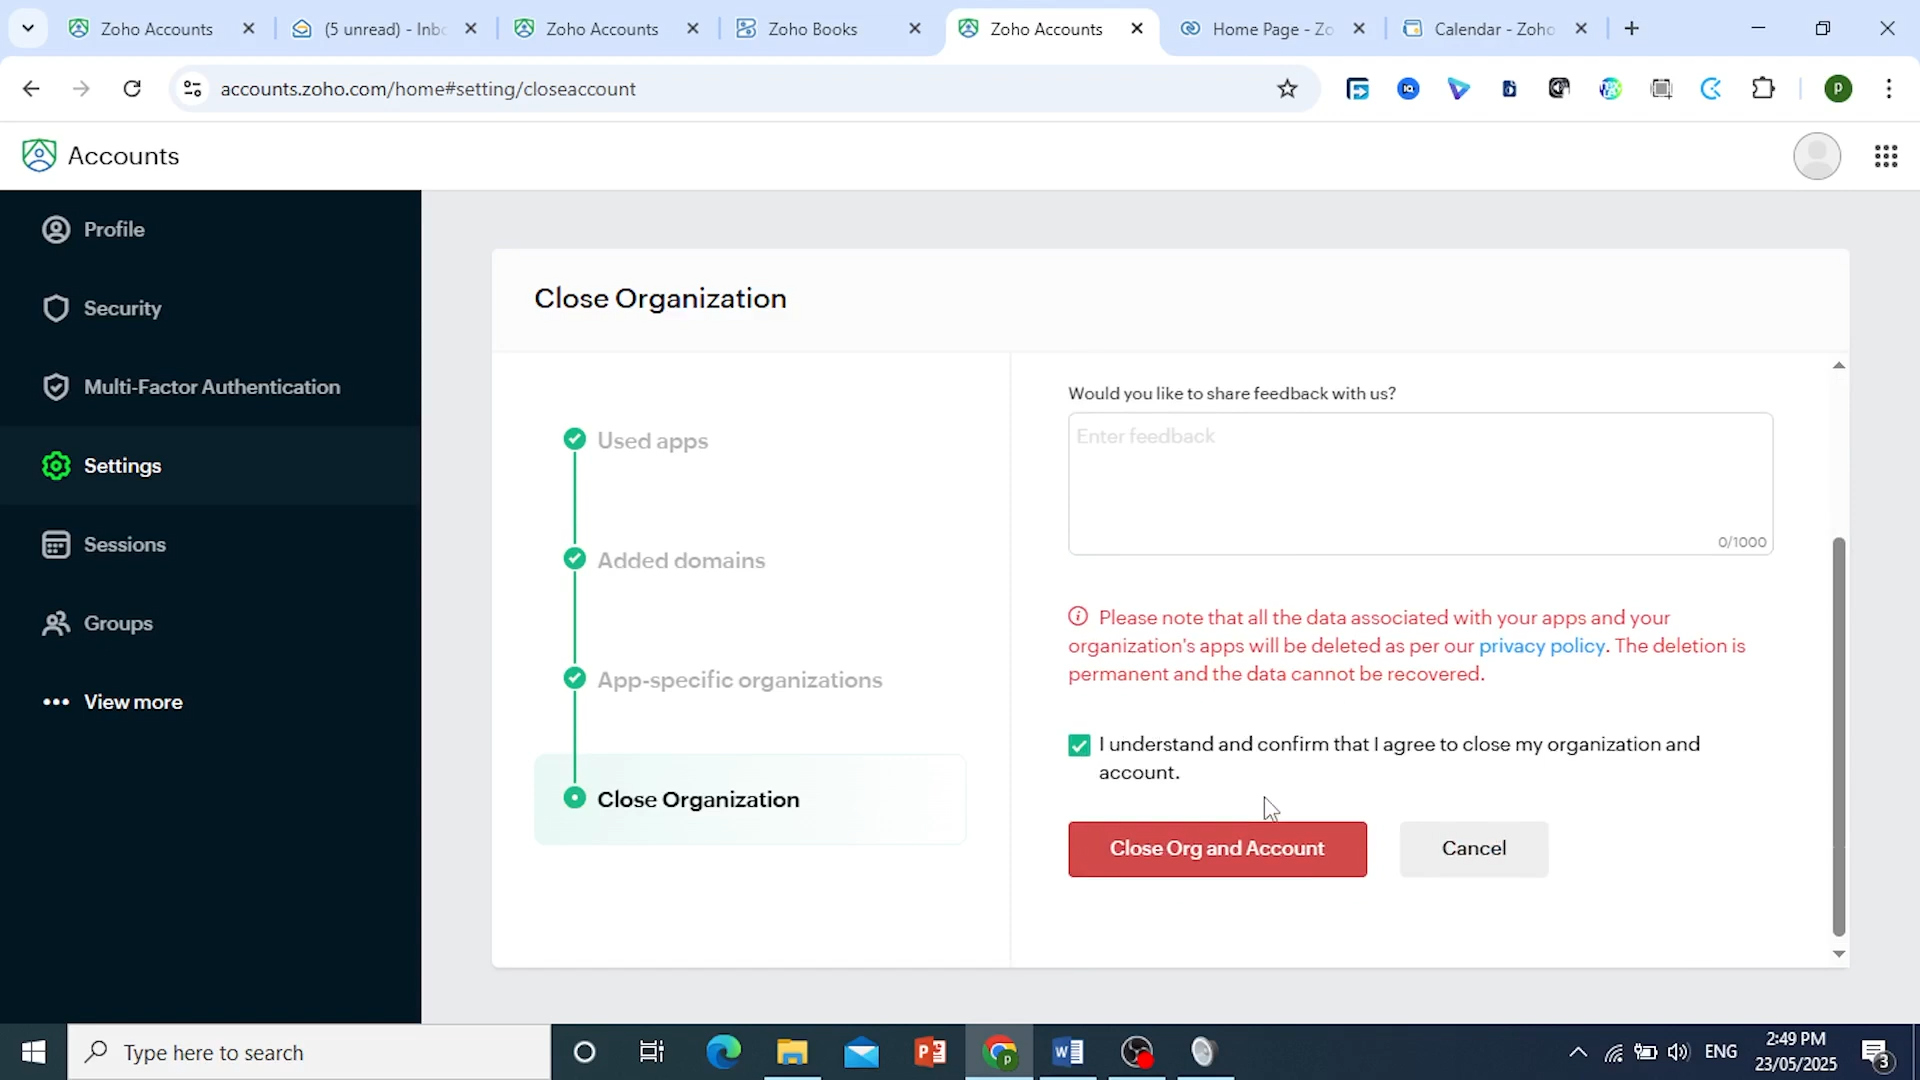 Zoho Accounts
(5 unread) - Inbo
Zoho Accounts
Zoho Books
Zoho Accounts
Home Page - Zo
Calendar - Zoho
accounts.zoho.com/home#setting/closeaccount
Accounts
Profile
Security
Multi-Factor Authentication
Settings
Sessions
Groups
View more
Close Organization
Used apps
Added domains
App-specific organizations
Close Organization
Would you like to share feedback with us?
Enter feedback
0/1000
Please note that all the data associated with your apps and your
organization's apps will be deleted as per our privacy policy. The deletion is
permanent and the data cannot be recovered.
I understand and confirm that I agree to close my organization and
account.
Close Org and Account
Cancel
Type here to search
ENG
2:49 PM
23/05/2025
3